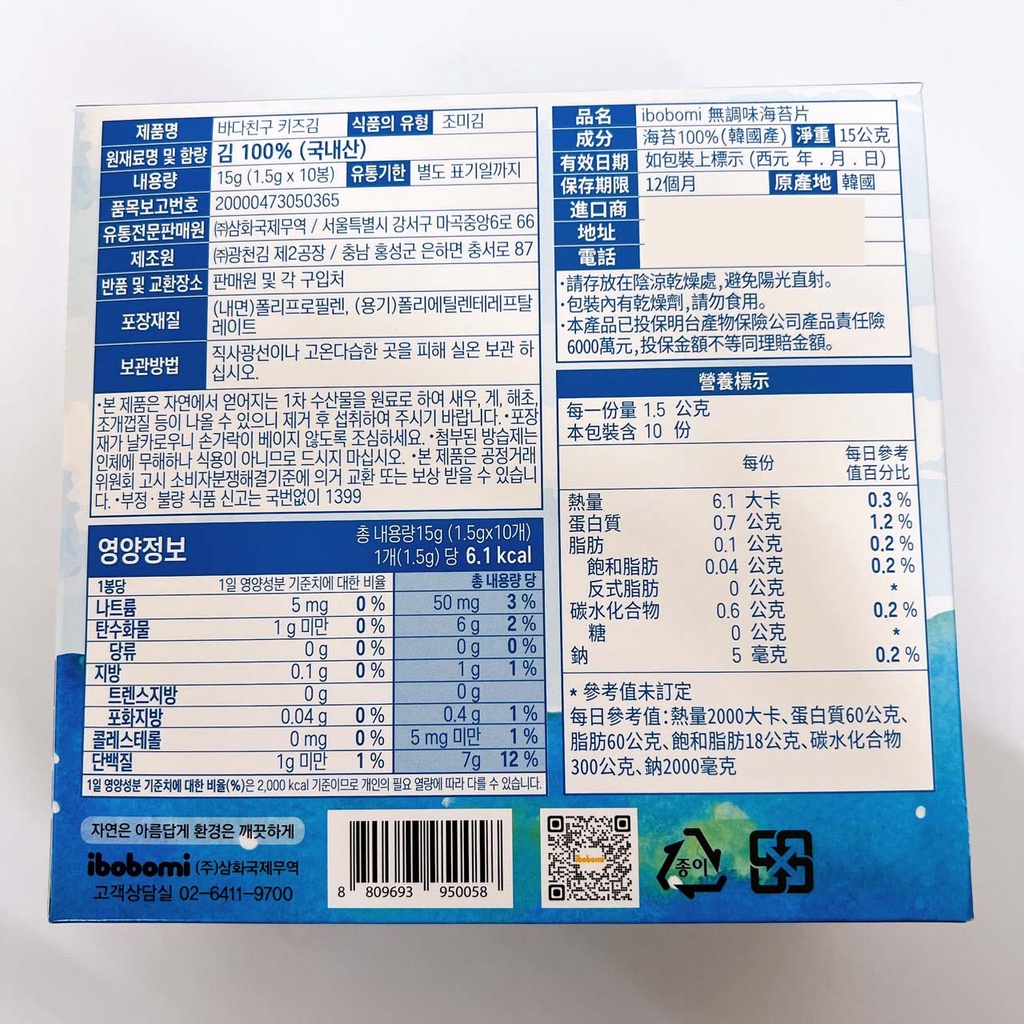 제품명 바다친구 키즈김 식품의 유형 조미김
원재료명 및 함량 김 100% (국내산)
내용량 15g (1.5g x 10봉) 유통기한 별도 표기일까지
품목보고번호 20000473050365
유통전문판매원 ㈜삼화국제무역 / 서울특별시 강서구 마곡중앙6로 66
제조원 ㈜광천김 제2공장 / 충남 홍성군 은하면 충서로 87
반품 및 교환장소 판매원 및 각 구입처
포장재질 (내면)폴리프로필렌, (용기)폴리에틸렌테레프탈
레이트
보관방법 직사광선이나 고온다습한 곳을 피해 실온 보관 하
십시오.
•본 제품은 자연에서 얻어지는 1차 수산물을 원료로 하여 새우, 게, 해초,
조개껍질 등이 나올 수 있으니 제거 후 섭취하여 주시기 바랍니다. •포장
재가 날카로우니 손가락이 베이지 않도록 조심하세요. •첨부된 방습제는
인체에 무해하나 식용이 아니므로 드시지 마십시오. •본 제품은 공정거래
위원회 고시 소비자분쟁해결기준에 의거 교환 또는 보상 받을 수 있습니
다. •부정·불량 식품 신고는 국번없이 1399
영양정보
총 내용량15g (1.5gx10개)
1개(1.5g) 당 6.1 kcal
1봉당 1일 영양성분 기준치에 대한 비율 총 내용량 당
나트륨 5 mg 0 % 50 mg 3 %
탄수화물 1 g 미만 0 % 6 g 2 %
당류 0 g 0 % 0 g 0 %
지방 0.1 g 0 % 1 g 1 %
트랜스지방 0 g 0 g
포화지방 0.04 g 0 % 0.4 g 1 %
콜레스테롤 0 mg 0 % 5 mg 미만 1 %
단백질 1g 미만 1 % 7g 12 %
1일 영양성분 기준치에 대한 비율(%)은 2,000 kcal 기준이므로 개인의 필요 열량에 따라 다를 수 있습니다.
品名 ibobomi 無調味海苔片
成分 海苔100%(韓國產) 淨重 15公克
有效日期 如包裝上標示 (西元 年 . 月 . 日)
保存期限 12個月 原產地 韓國
進口商
地址
電話
·請存放在陰涼乾燥處,避免陽光直射。
·包裝內有乾燥劑,請勿食用。
·本產品已投保明台產物保險公司產品責任險
6000萬元,投保金額不等同理賠金額。
營養標示
每一份量 1.5 公克
本包裝含 10 份
每份 每日參考
值百分比
熱量 6.1 大卡 0.3 %
蛋白質 0.7 公克 1.2 %
脂肪 0.1 公克 0.2 %
飽和脂肪 0.04 公克 0.2 %
反式脂肪 0 公克 *
碳水化合物 0.6 公克 0.2 %
糖 0 公克 *
鈉 5 毫克 0.2 %
* 參考值未訂定
每日參考值:熱量2000大卡、蛋白質60公克、
脂肪60公克、飽和脂肪18公克、碳水化合物
300公克、鈉2000毫克
자연은 아름답게 환경은 깨끗하게
ibobomi (주)삼화국제무역
고객상담실 02-6411-9700
8 809693 950058
ibobomi
종이